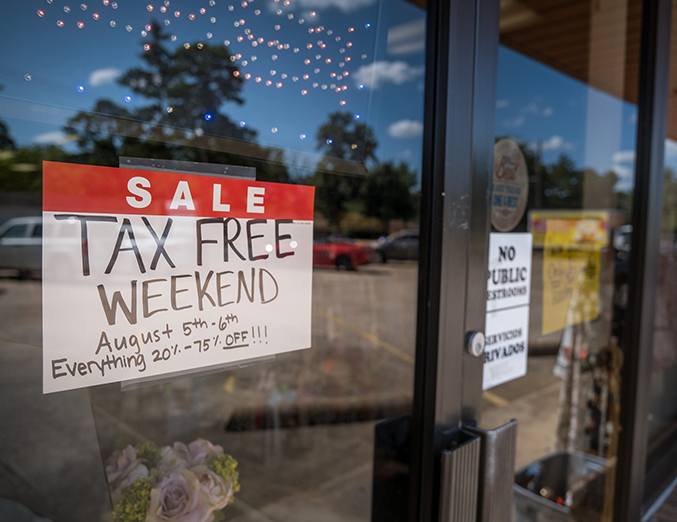 SALE
TAX FREE
WEEKEND
August 5th-6th
Everything 20%-75% OFF!!!
NO
PUBLIC
RESTROOMS
SERVICIOS
PRIVADOS